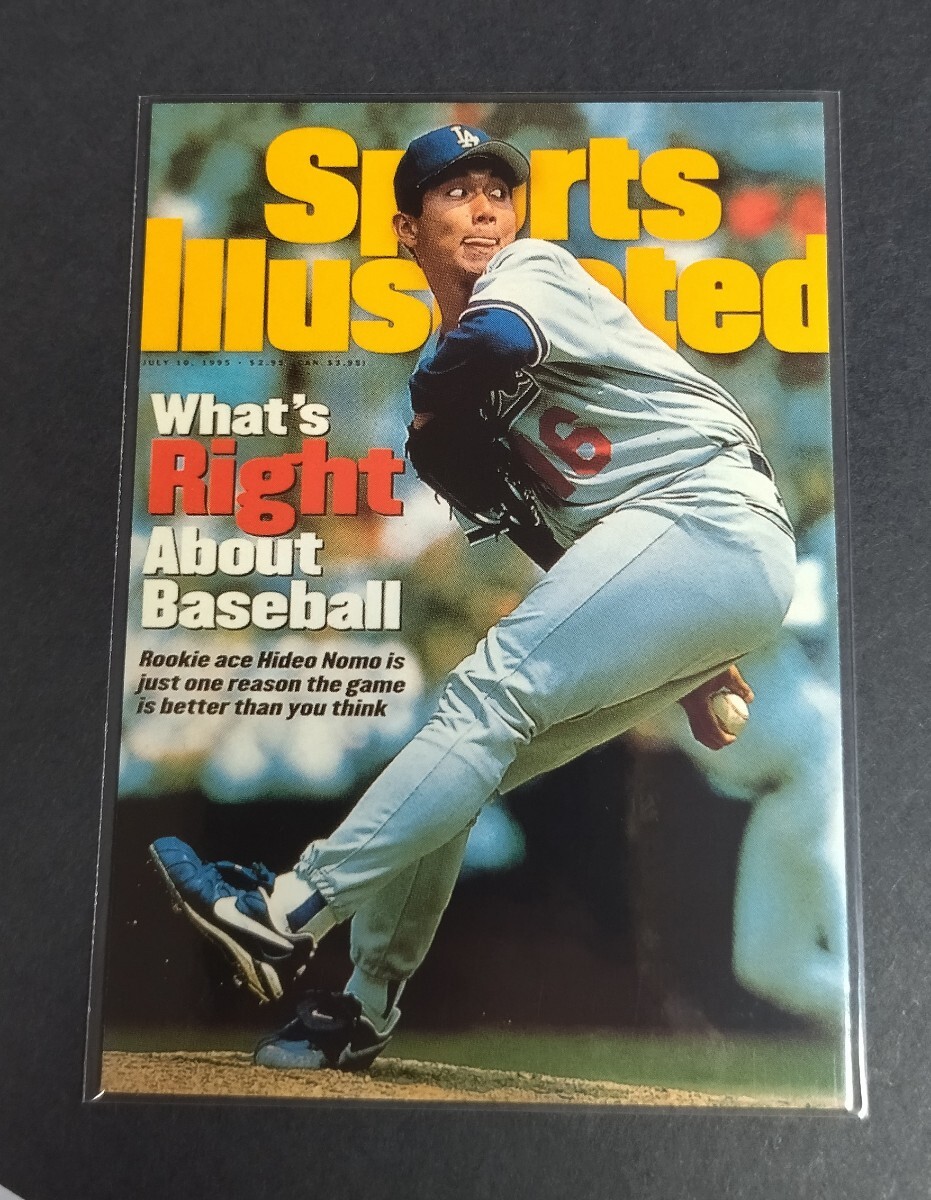 LA
Sports
Illustrated
JULY 10, 1995 • $2.95 (CAN. $3.95)
What's
Right
About
Baseball
16
Rookie ace Hideo Nomo is
just one reason the game
is better than you think